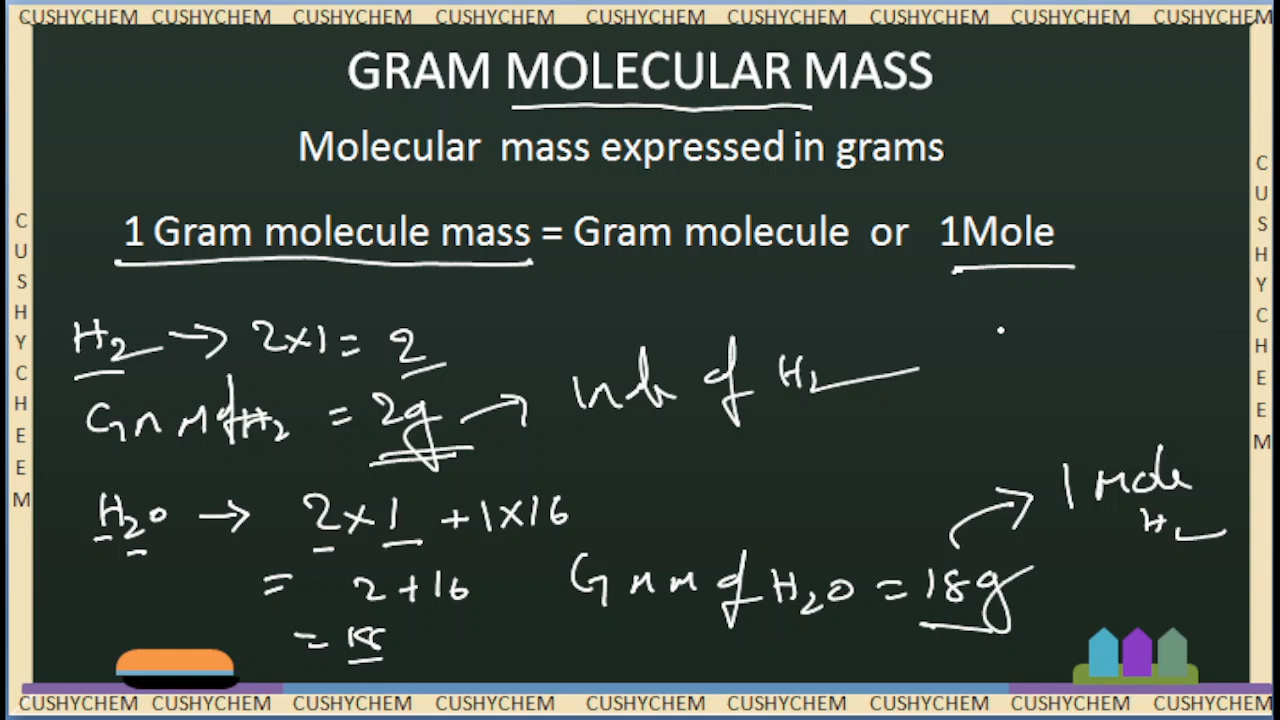 CUSHYCHEM CUSHYCHEM CUSHYCHEM CUSHYCHEM CUSHYCHEM CUSHYCHEM CUSHYCHEM CUSHYCHEM CUSHYCHEM
CUSHYCHEEM
GRAM MOLECULAR MASS
Molecular mass expressed in grams
1 Gram molecule mass = Gram molecule or 1Mole
H2 → 2×1 = 2
of H2 = 2g → of H2
H2O → 2×1 + 1×16
1 mole
H2
= 2+16
GMM of H2O = 18g
= 18
CUSHYCHEEM
CUSHYCHEM CUSHYCHEM CUSHYCHEM CUSHYCHEM CUSHYCHEM CUSHYCHEM CUSHYCHEM CUSHYCHEM CUSHYCHEM